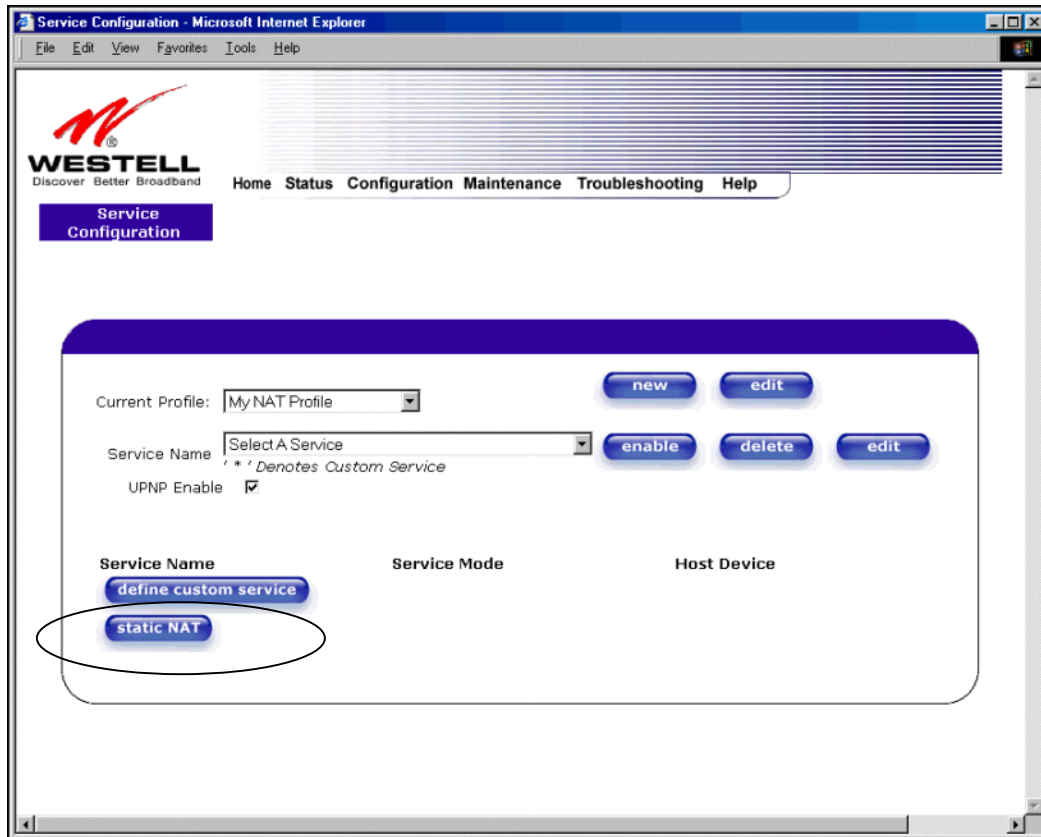 Service Configuration - Microsoft Internet Explorer
File Edit View Favorites Tools Help
®
WESTELL
Discover Better Broadband
Home Status Configuration Maintenance Troubleshooting Help
Service
Configuration
new edit
Current Profile: My NAT Profile
Service Name Select A Service enable delete edit
' * ' Denotes Custom Service
UPNP Enable
Service Name Service Mode Host Device
define custom service
static NAT